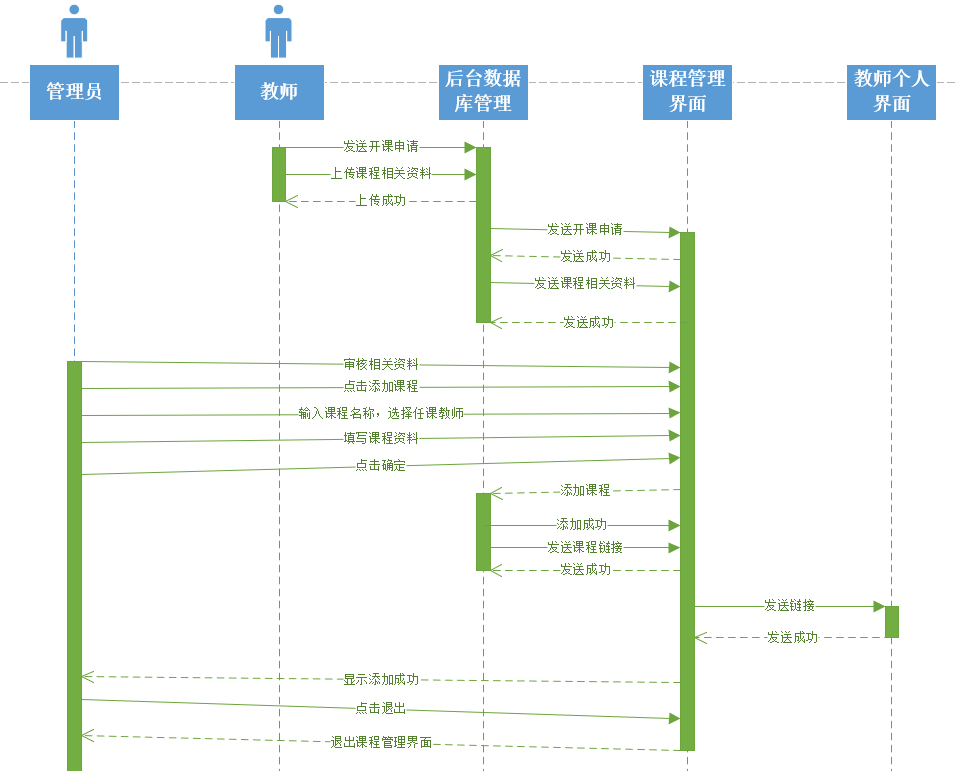 管理员
教师
后台数据
库管理
课程管理
界面
教师个人
界面
发送开课申请
上传课程相关资料
上传成功
发送开课申请
发送成功
发送课程相关资料
发送成功
审核相关资料
点击添加课程
输入课程名称，选择任课教师
填写课程资料
点击确定
添加课程
添加成功
发送课程链接
发送成功
发送链接
发送成功
显示添加成功
点击退出
退出课程管理界面